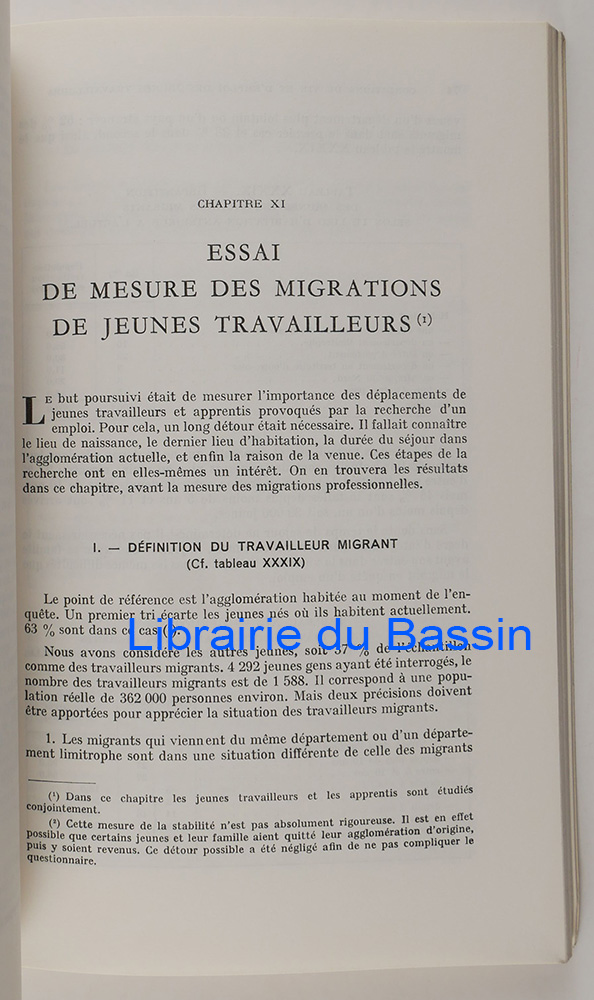 CHAPITRE XI
ESSAI
DE MESURE DES MIGRATIONS
DE JEUNES TRAVAILLEURS (1)
LE but poursuivi était de mesurer l'importance des déplacements de
jeunes travailleurs et apprentis provoqués par la recherche d'un
emploi. Pour cela, un long détour était nécessaire. Il fallait connaître
le lieu de naissance, le dernier lieu d'habitation, la durée du séjour dans
l'agglomération actuelle, et enfin la raison de la venue. Ces étapes de la
recherche ont en elles-mêmes un intérêt. On en trouvera les résultats
dans ce chapitre, avant la mesure des migrations professionnelles.
I. — DÉFINITION DU TRAVAILLEUR MIGRANT
(Cf. tableau XXXIX)
Le point de référence est l'agglomération habitée au moment de l'en-
quête. Un premier tri écarte les jeunes nés où ils habitent actuellement.
63 % sont dans ce cas
Librairie du Bassin
Nous avons considéré les autres jeunes, soit 37 % de l'échantillon
comme des travailleurs migrants. 4 292 jeunes gens ayant été interrogés, le
nombre des travailleurs migrants est de 1 588. Il correspond à une popu-
lation réelle de 362 000 personnes environ. Mais deux précisions doivent
être apportées pour apprécier la situation des travailleurs migrants.
1. Les migrants qui viennent du même département ou d'un départe-
ment limitrophe sont dans une situation différente de celle des migrants
(1) Dans ce chapitre les jeunes travailleurs et les apprentis sont étudiés
conjointement.
(2) Cette mesure de la stabilité n'est pas absolument rigoureuse. Il est en effet
possible que certains jeunes et leur famille aient quitté leur agglomération d'origine,
puis y soient revenus. Ce détour possible a été négligé afin de ne pas compliquer le
questionnaire.